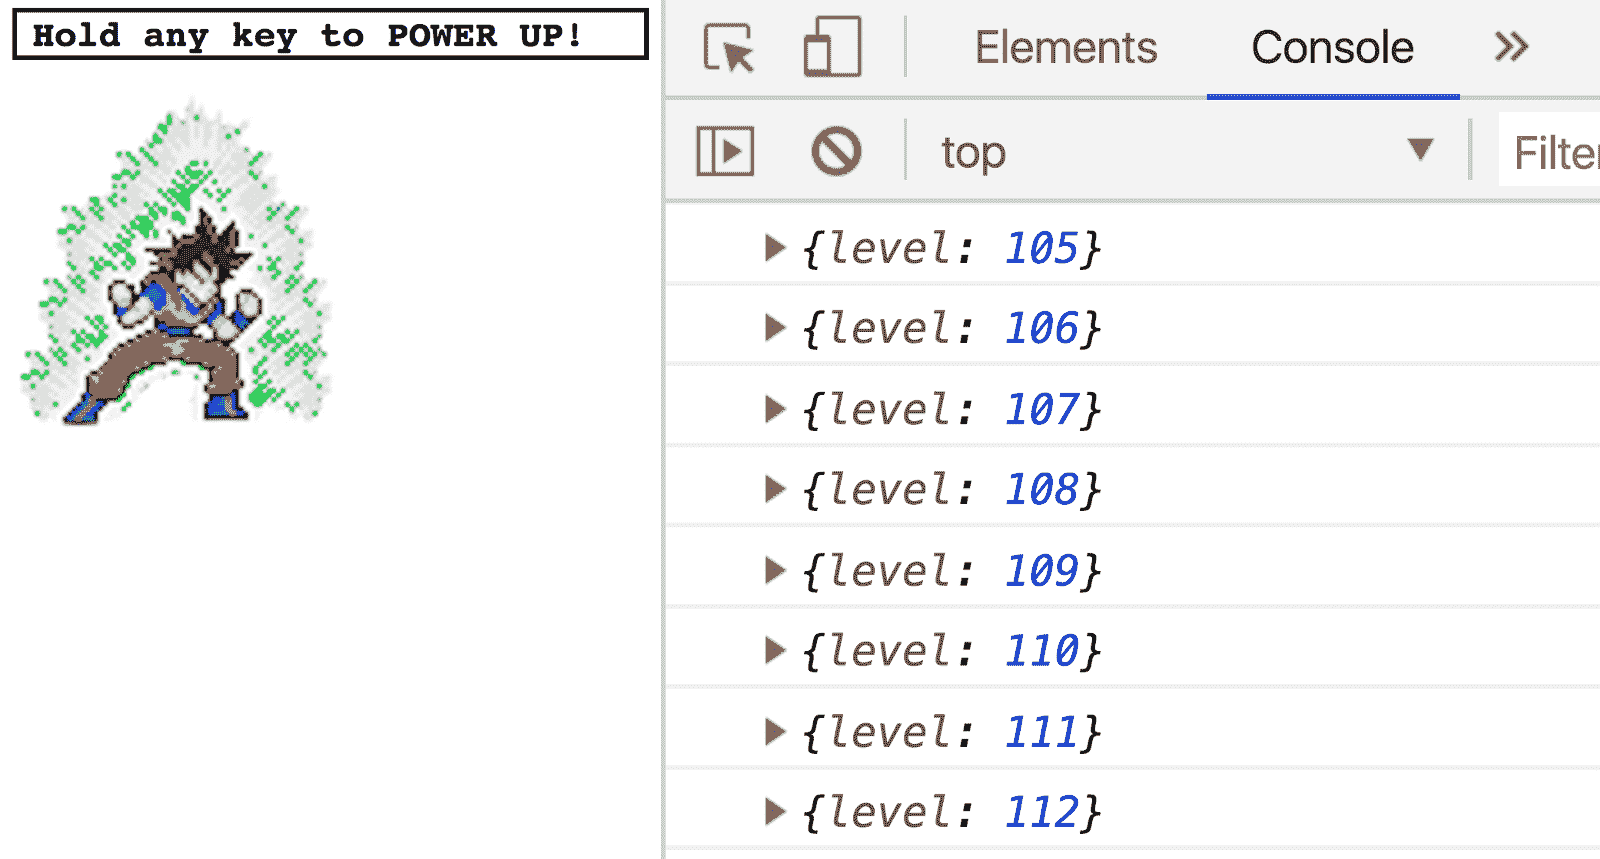 Hold any key to POWER UP!
Elements Console
top Filter
{level: 105}
{level: 106}
{level: 107}
{level: 108}
{level: 109}
{level: 110}
{level: 111}
{level: 112}